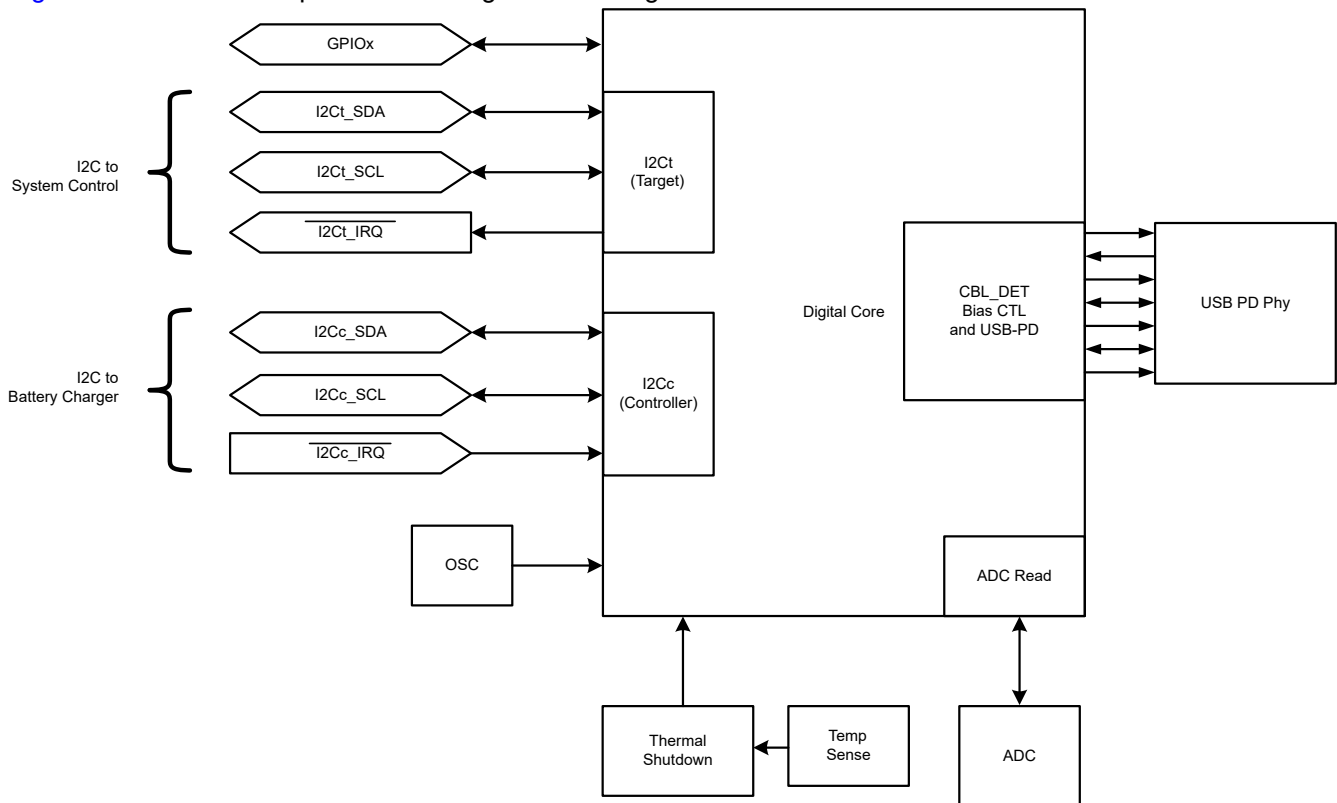 GPIOx
I2C to
System Control
I2Ct_SDA
I2Ct_SCL
I2Ct_IRQ
I2Ct
(Target)
I2C to
Battery Charger
I2Cc_SDA
I2Cc_SCL
I2Cc_IRQ
I2Cc
(Controller)
Digital Core
CBL_DET
Bias CTL
and USB-PD
USB PD Phy
OSC
ADC Read
Thermal
Shutdown
Temp
Sense
ADC